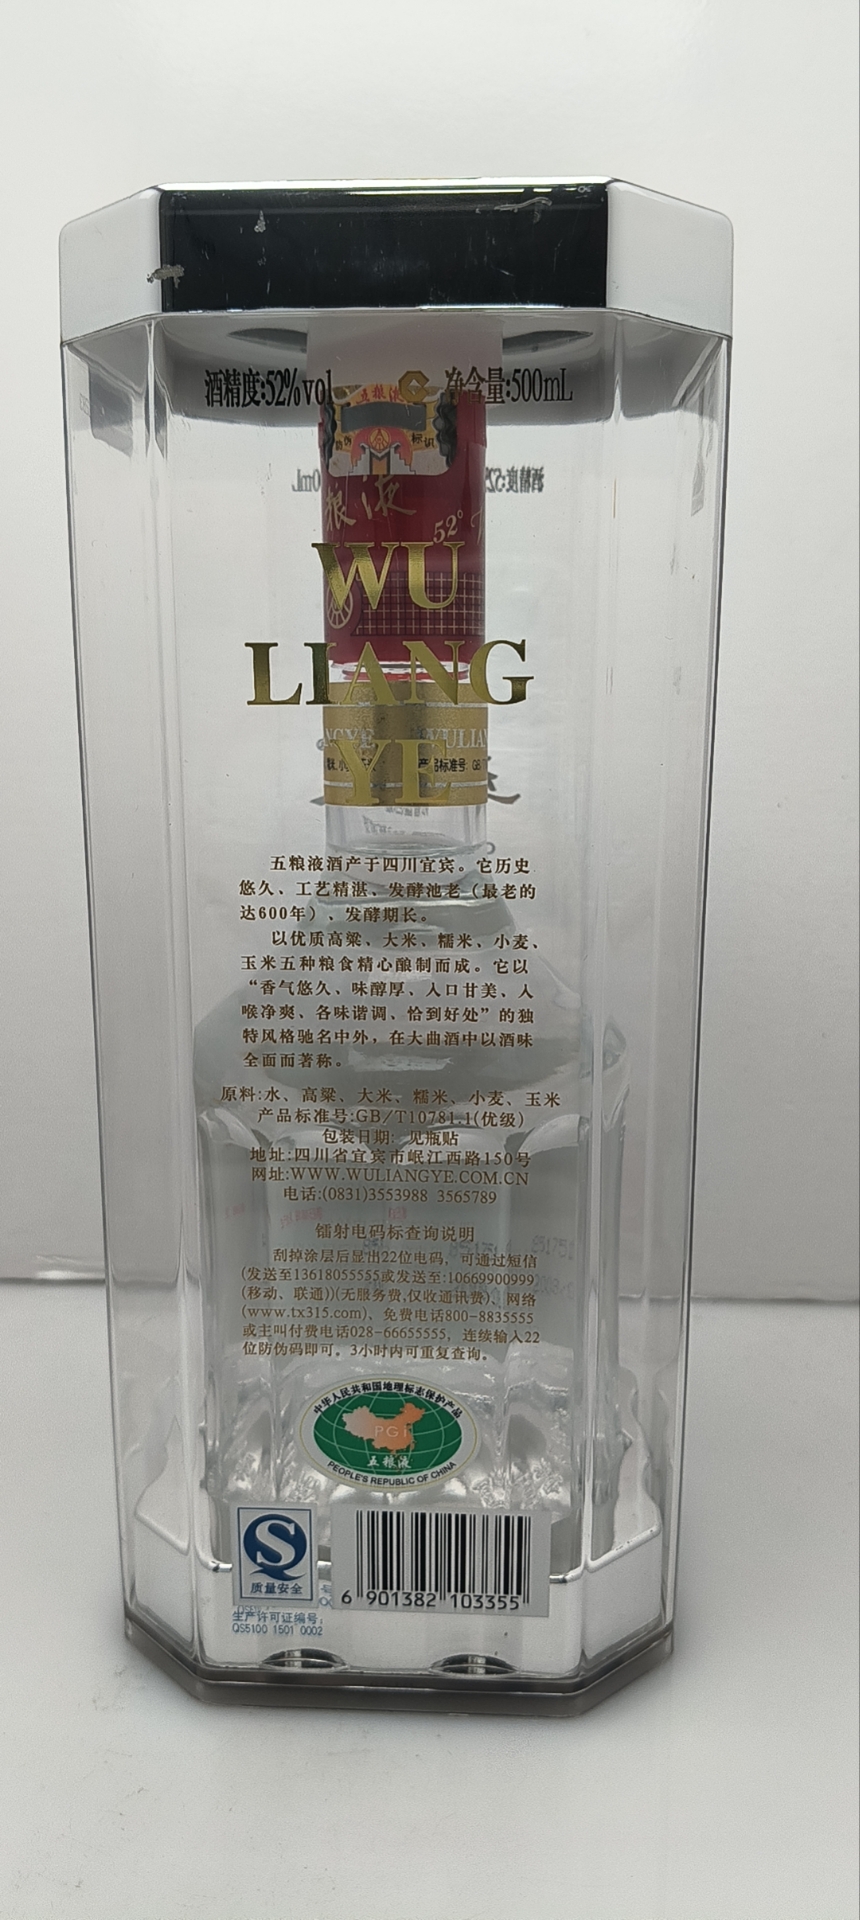 酒精度:52%vol 净含量:500mL
五粮液
防伪 标识
粮液
52°
WU
LIANG
YE
产品标准号
五粮液酒产于四川宜宾。它历史
悠久、工艺精湛、发酵池老（最老的
达600年）、发酵期长。
以优质高粱、大米、糯米、小麦、
玉米五种粮食精心酿制而成。它以
“香气悠久、味醇厚、入口甘美、入
喉净爽、各味谐调、恰到好处”的独
特风格驰名中外，在大曲酒中以酒味
全面而著称。
原料:水、高粱、大米、糯米、小麦、玉米
产品标准号:GB/T10781.1(优级)
包装日期: 见瓶贴
地址:四川省宜宾市岷江西路150号
网址:WWW.WULIANGYE.COM.CN
电话:(0831)3553988 3565789
镭射电码标查询说明
刮掉涂层后显出22位电码，可通过短信
(发送至13618055555或发送至:10669900999
(移动、联通))(无服务费,仅收通讯费)、网络
(www.tx315.com)、免费电话800-8835555
或主叫付费电话028-66655555，连续输入22
位防伪码即可。3小时内可重复查询。
中华人民共和国地理标志保护产品
PGI
五粮液
PEOPLE'S REPUBLIC OF CHINA
质量安全
生产许可证编号:
QS5100 1501 0002
6 901382 103355